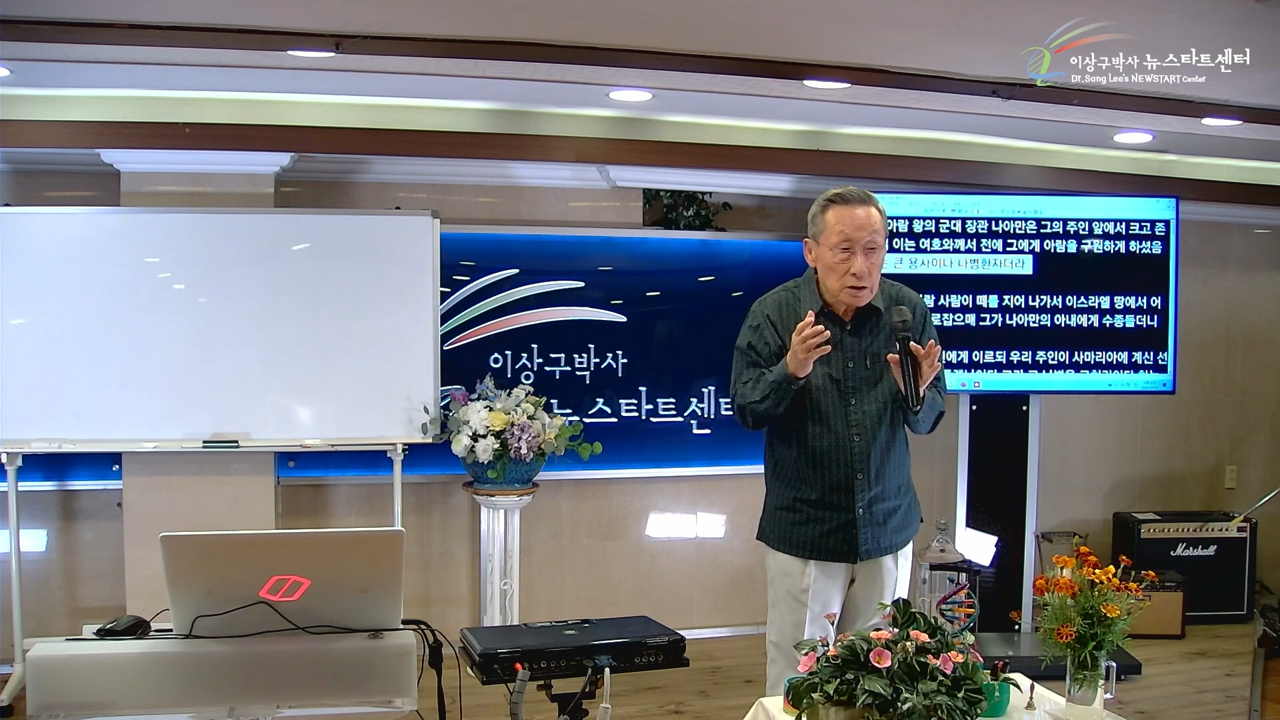 이상구박사 뉴스타트센터
Dr. Sang Lee's NEWSTART Center
아람 왕의 군대 장관 나아만은 그의 주인 앞에서 크고 존
이는 여호와께서 전에 그에게 아람을 구원하게 하셨음
큰 용사이나 나병환자더라
사람이 떼를 지어 나가서 이스라엘 땅에서 어
로잡으매 그가 나아만의 아내에게 수종들더니
에게 이르되 우리 주인이 사마리아에 계신 선
이상구박사
뉴스타트센터
Marshall